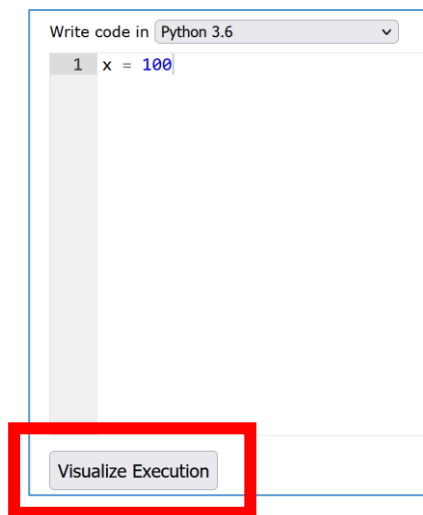 Write code in Python 3.6
1 x = 100
Visualize Execution